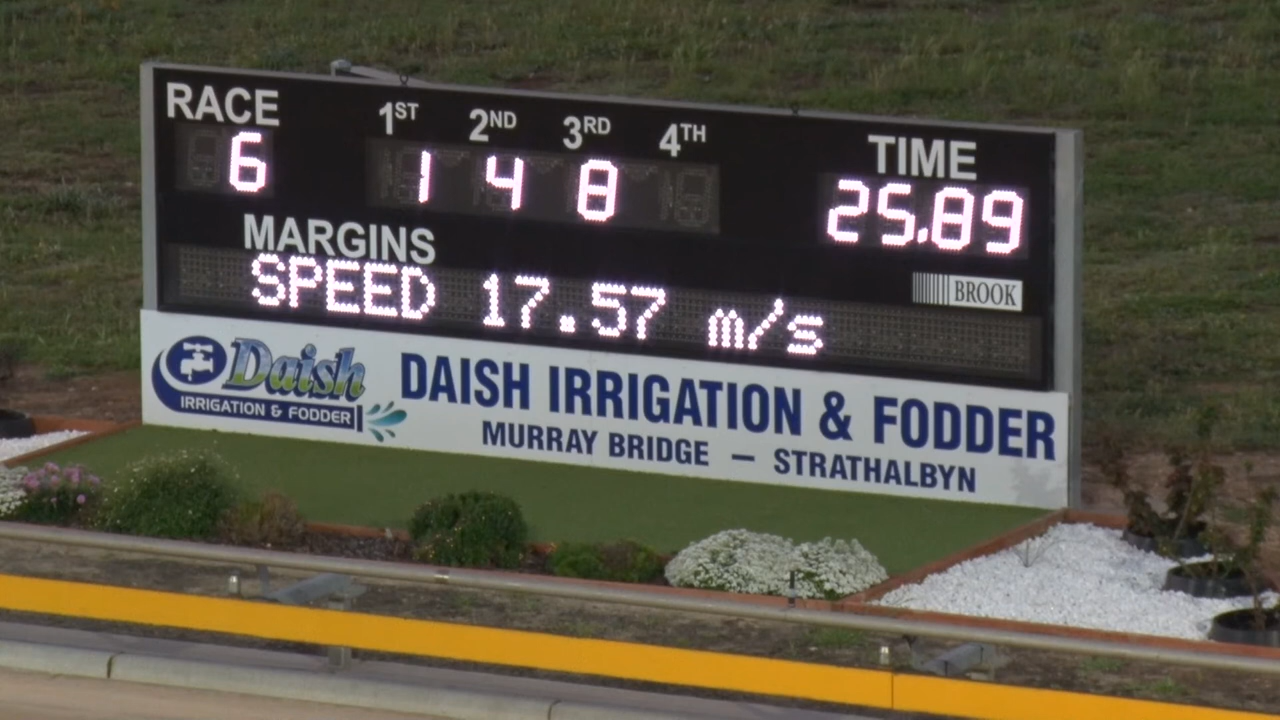 RACE 1ST 2ND 3RD 4TH TIME
6 1 4 8 25.89
MARGINS
SPEED 17.57 m/s
BROOK
Daish
IRRIGATION & FODDER
DAISH IRRIGATION & FODDER
MURRAY BRIDGE – STRATHALBYN